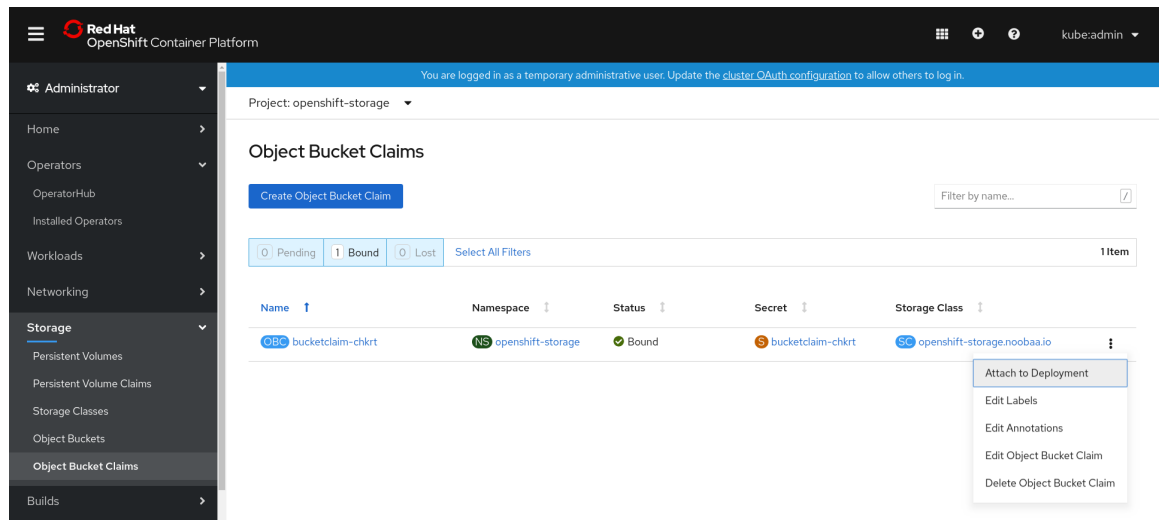 Red Hat
OpenShift Container Platform
kube:admin
Administrator
You are logged in as a temporary administrative user. Update the cluster OAuth configuration to allow others to log in.
Project: openshift-storage
Home
Operators
OperatorHub
Installed Operators
Workloads
Networking
Storage
Persistent Volumes
Persistent Volume Claims
Storage Classes
Object Buckets
Object Bucket Claims
Builds
Object Bucket Claims
Create Object Bucket Claim
Filter by name...
/
0 Pending 1 Bound 0 Lost Select All Filters 1 Item
Name Namespace Status Secret Storage Class
OBC bucketclaim-chkrt NS openshift-storage Bound S bucketclaim-chkrt SC openshift-storage.noobaa.io
Attach to Deployment
Edit Labels
Edit Annotations
Edit Object Bucket Claim
Delete Object Bucket Claim